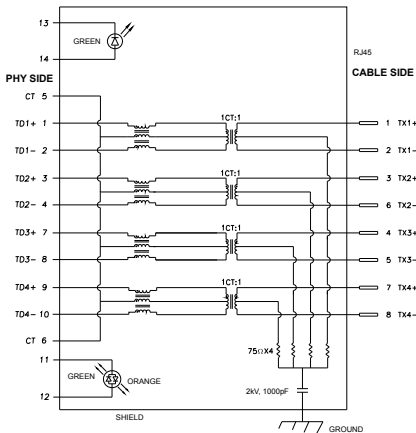 13
GREEN
14
RJ45
PHY SIDE
CABLE SIDE
CT 5
1CT:1
TD1+ 1
1 TX1+
TD1- 2
2 TX1-
1CT:1
TD2+ 3
3 TX2+
TD2- 4
6 TX2-
1CT:1
TD3+ 7
4 TX3+
TD3- 8
5 TX3-
1CT:1
TD4+ 9
7 TX4+
TD4- 10
8 TX4-
CT 6
75ΩX4
11
GREEN
ORANGE
2kV, 1000pF
12
SHIELD
GROUND